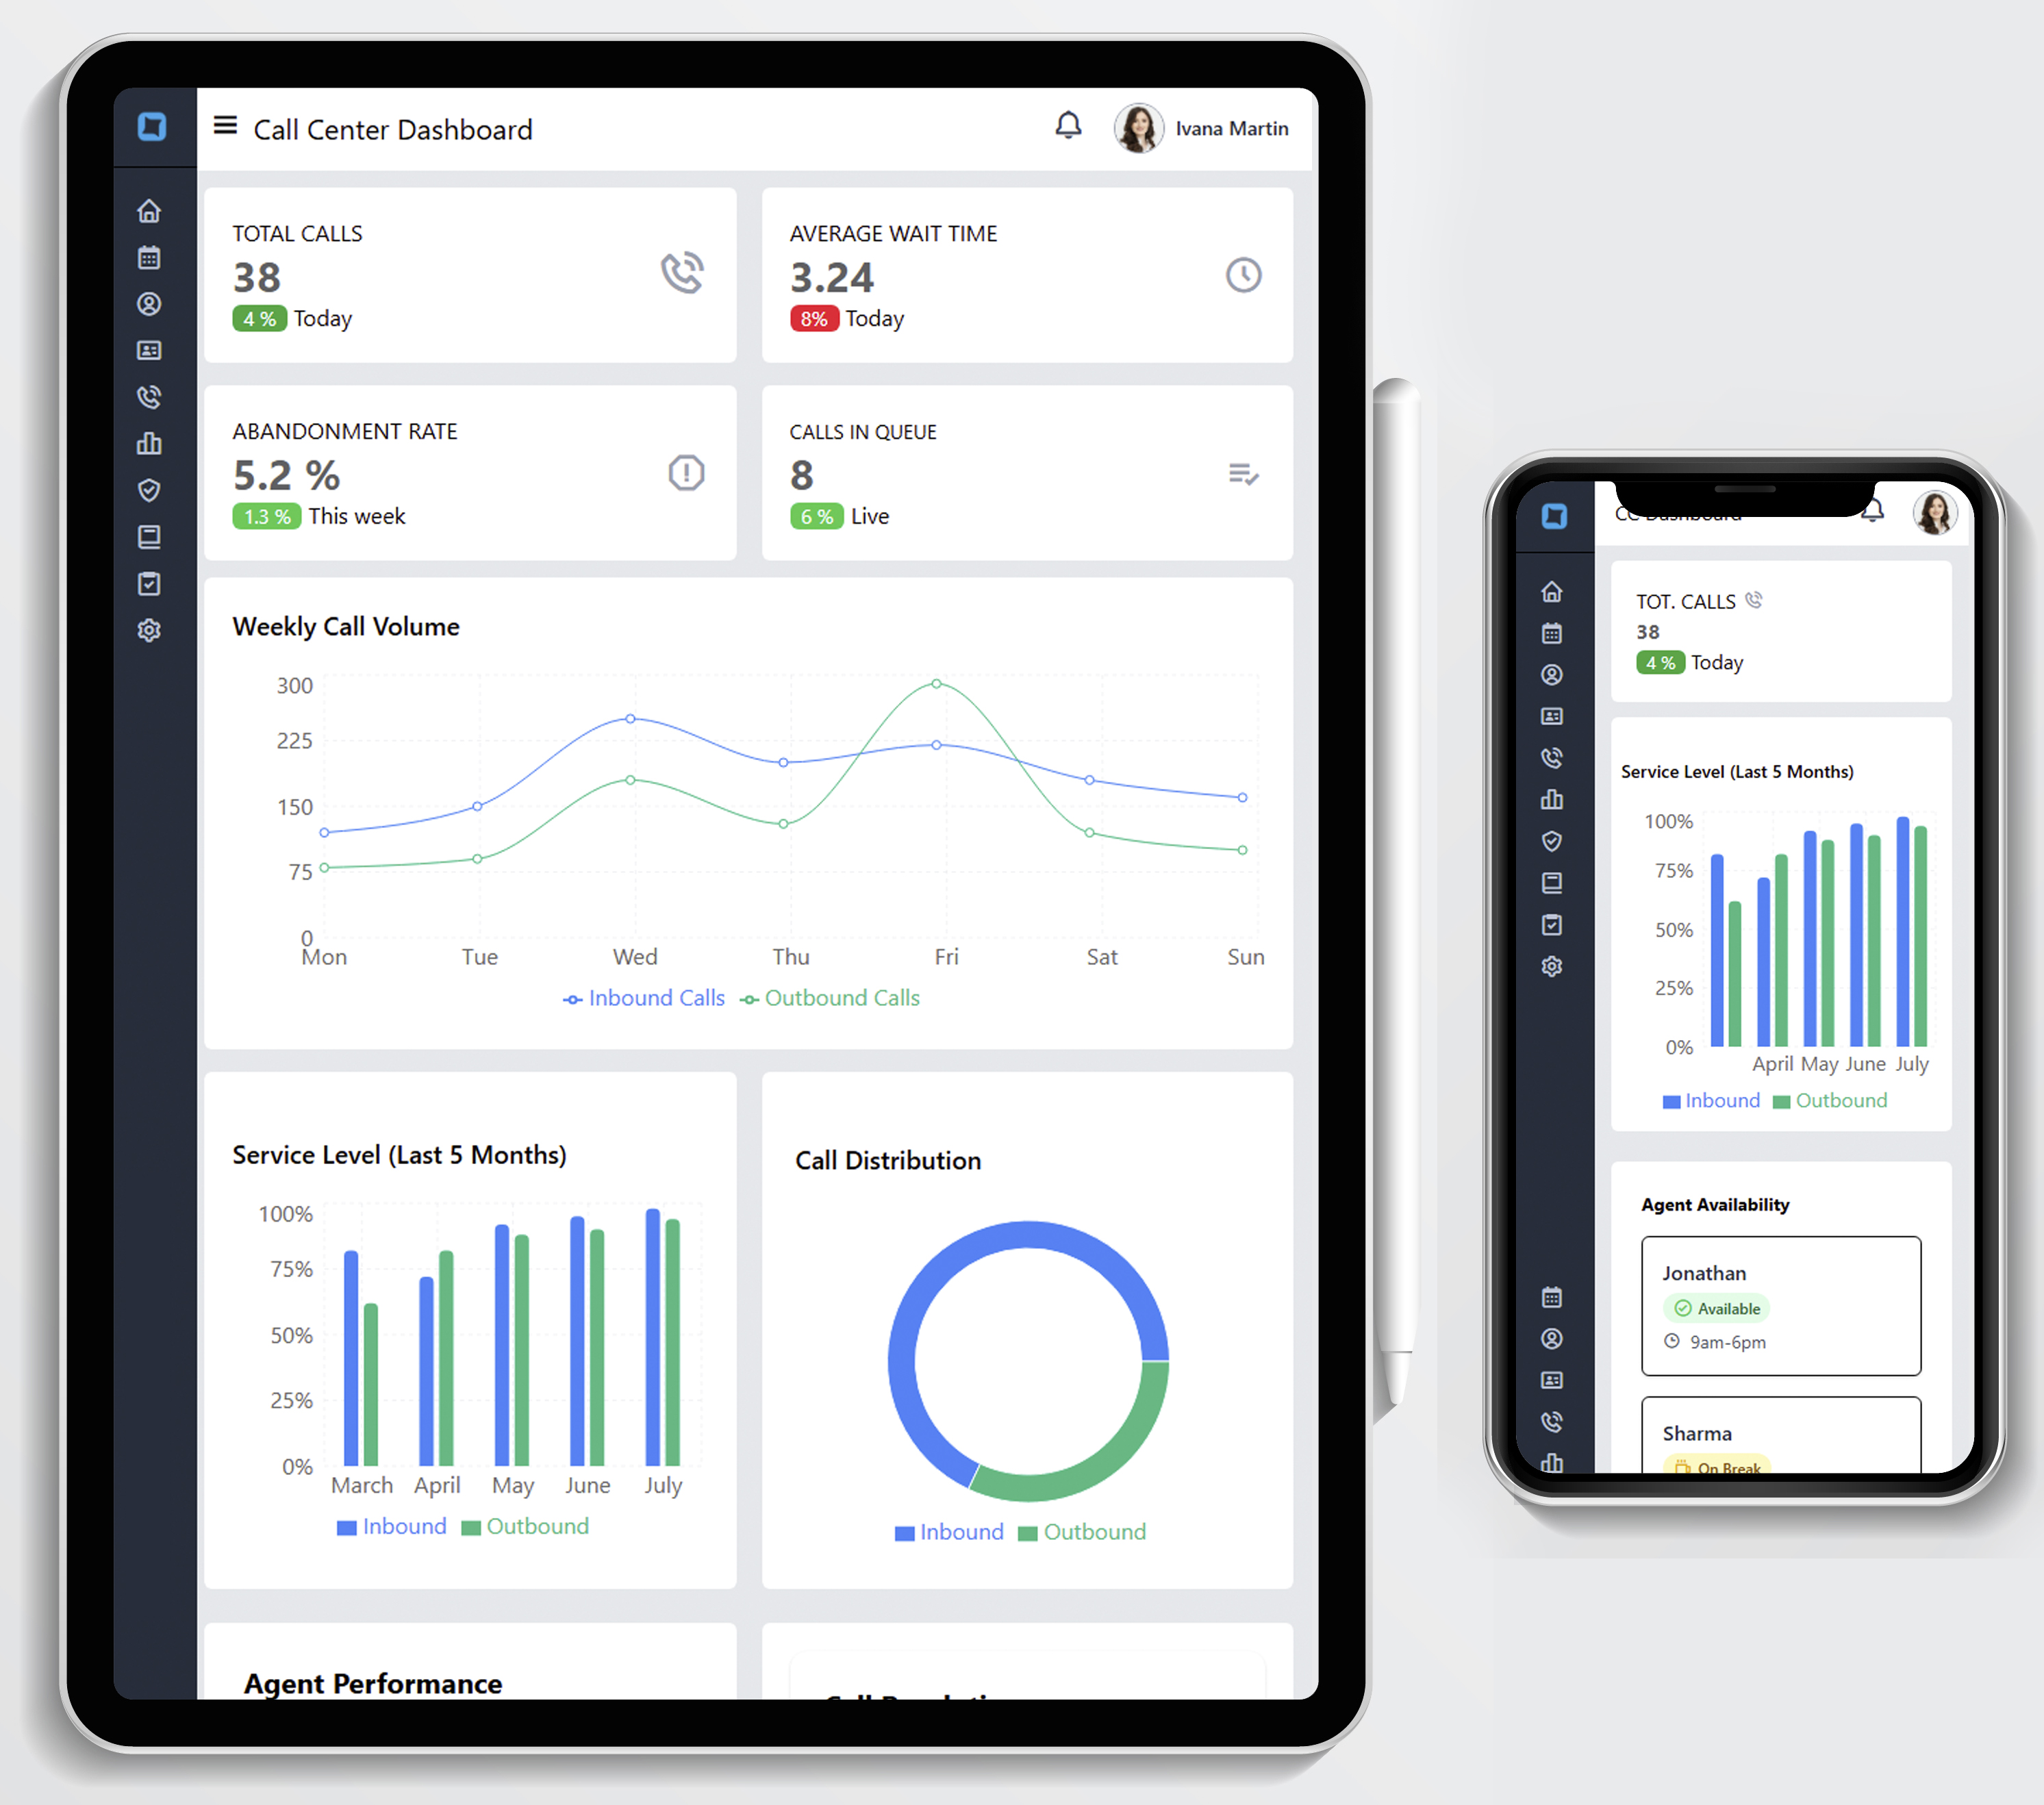 Call Center Dashboard
Ivana Martin
TOTAL CALLS
38
4 % Today
AVERAGE WAIT TIME
3.24
8% Today
ABANDONMENT RATE
5.2 %
1.3 % This week
CALLS IN QUEUE
8
6 % Live
Weekly Call Volume
300
225
150
75
0
Mon Tue Wed Thu Fri Sat Sun
Inbound Calls Outbound Calls
Service Level (Last 5 Months)
100%
75%
50%
25%
0%
March April May June July
Inbound Outbound
Call Distribution
Inbound Outbound
Agent Performance
CC Dashboard
TOT. CALLS
38
4 % Today
Service Level (Last 5 Months)
100%
75%
50%
25%
0%
April May June July
Inbound Outbound
Agent Availability
Jonathan
Available
9am-6pm
Sharma
On Break